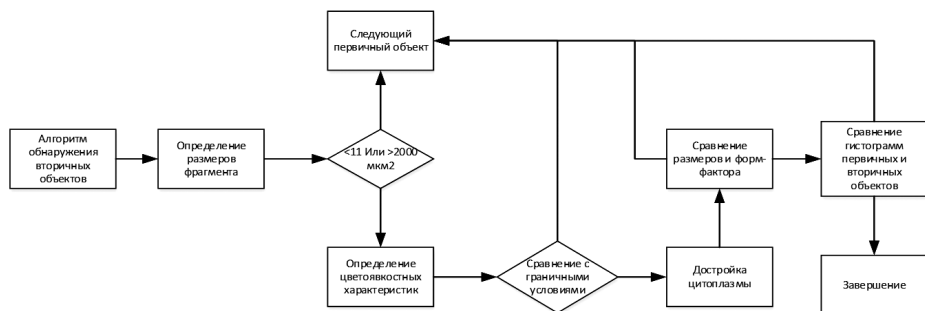 Следующий
первичный объект
Алгоритм
обнаружения
вторичных
объектов
Определение
размеров
фрагмента
<11 Или >2000
мкм2
Сравнение
размеров и форм-
фактора
Сравнение
гистограмм
первичных и
вторичных
объектов
Определение
цветоявкостных
характеристик
Сравнение с
граничными
условиями
Достройка
цитоплазмы
Завершение